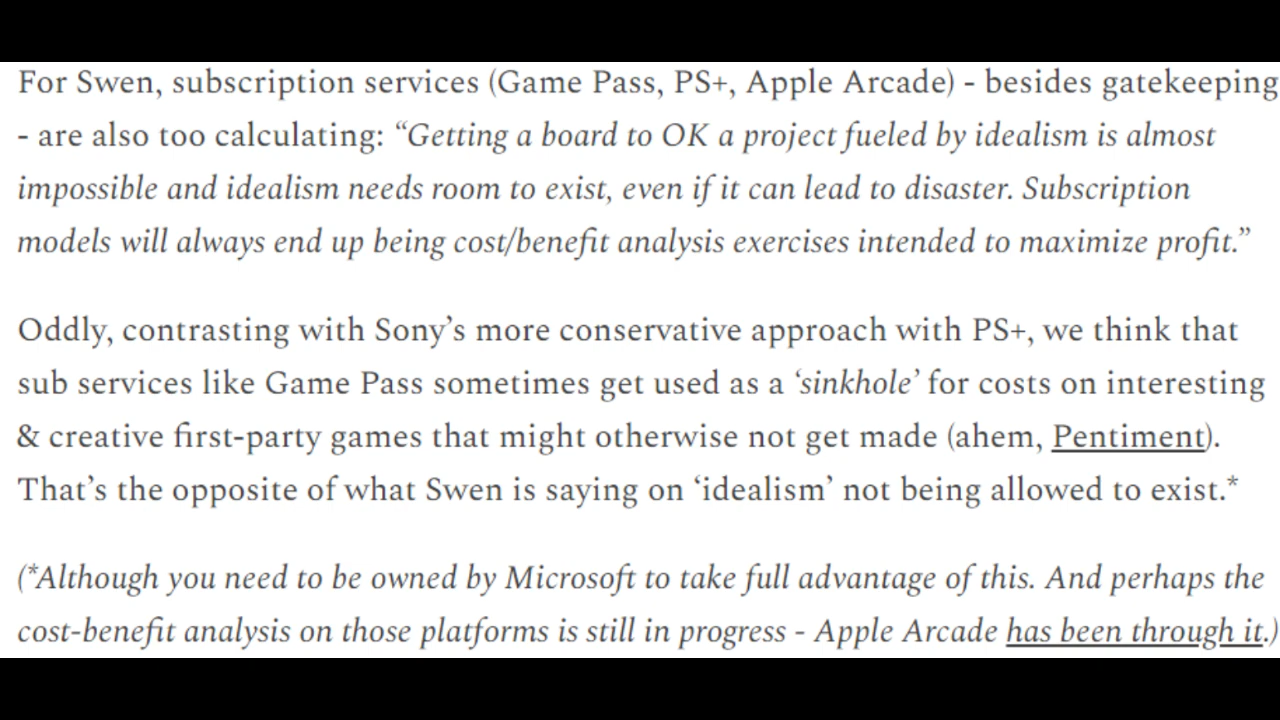 For Swen, subscription services (Game Pass, PS+, Apple Arcade) - besides gatekeeping
- are also too calculating: “Getting a board to OK a project fueled by idealism is almost
impossible and idealism needs room to exist, even if it can lead to disaster. Subscription
models will always end up being cost/benefit analysis exercises intended to maximize profit.”
Oddly, contrasting with Sony’s more conservative approach with PS+, we think that
sub services like Game Pass sometimes get used as a ‘sinkhole’ for costs on interesting
& creative first-party games that might otherwise not get made (ahem, Pentiment).
That’s the opposite of what Swen is saying on ‘idealism’ not being allowed to exist.*
(*Although you need to be owned by Microsoft to take full advantage of this. And perhaps the
cost-benefit analysis on those platforms is still in progress - Apple Arcade has been through it.)